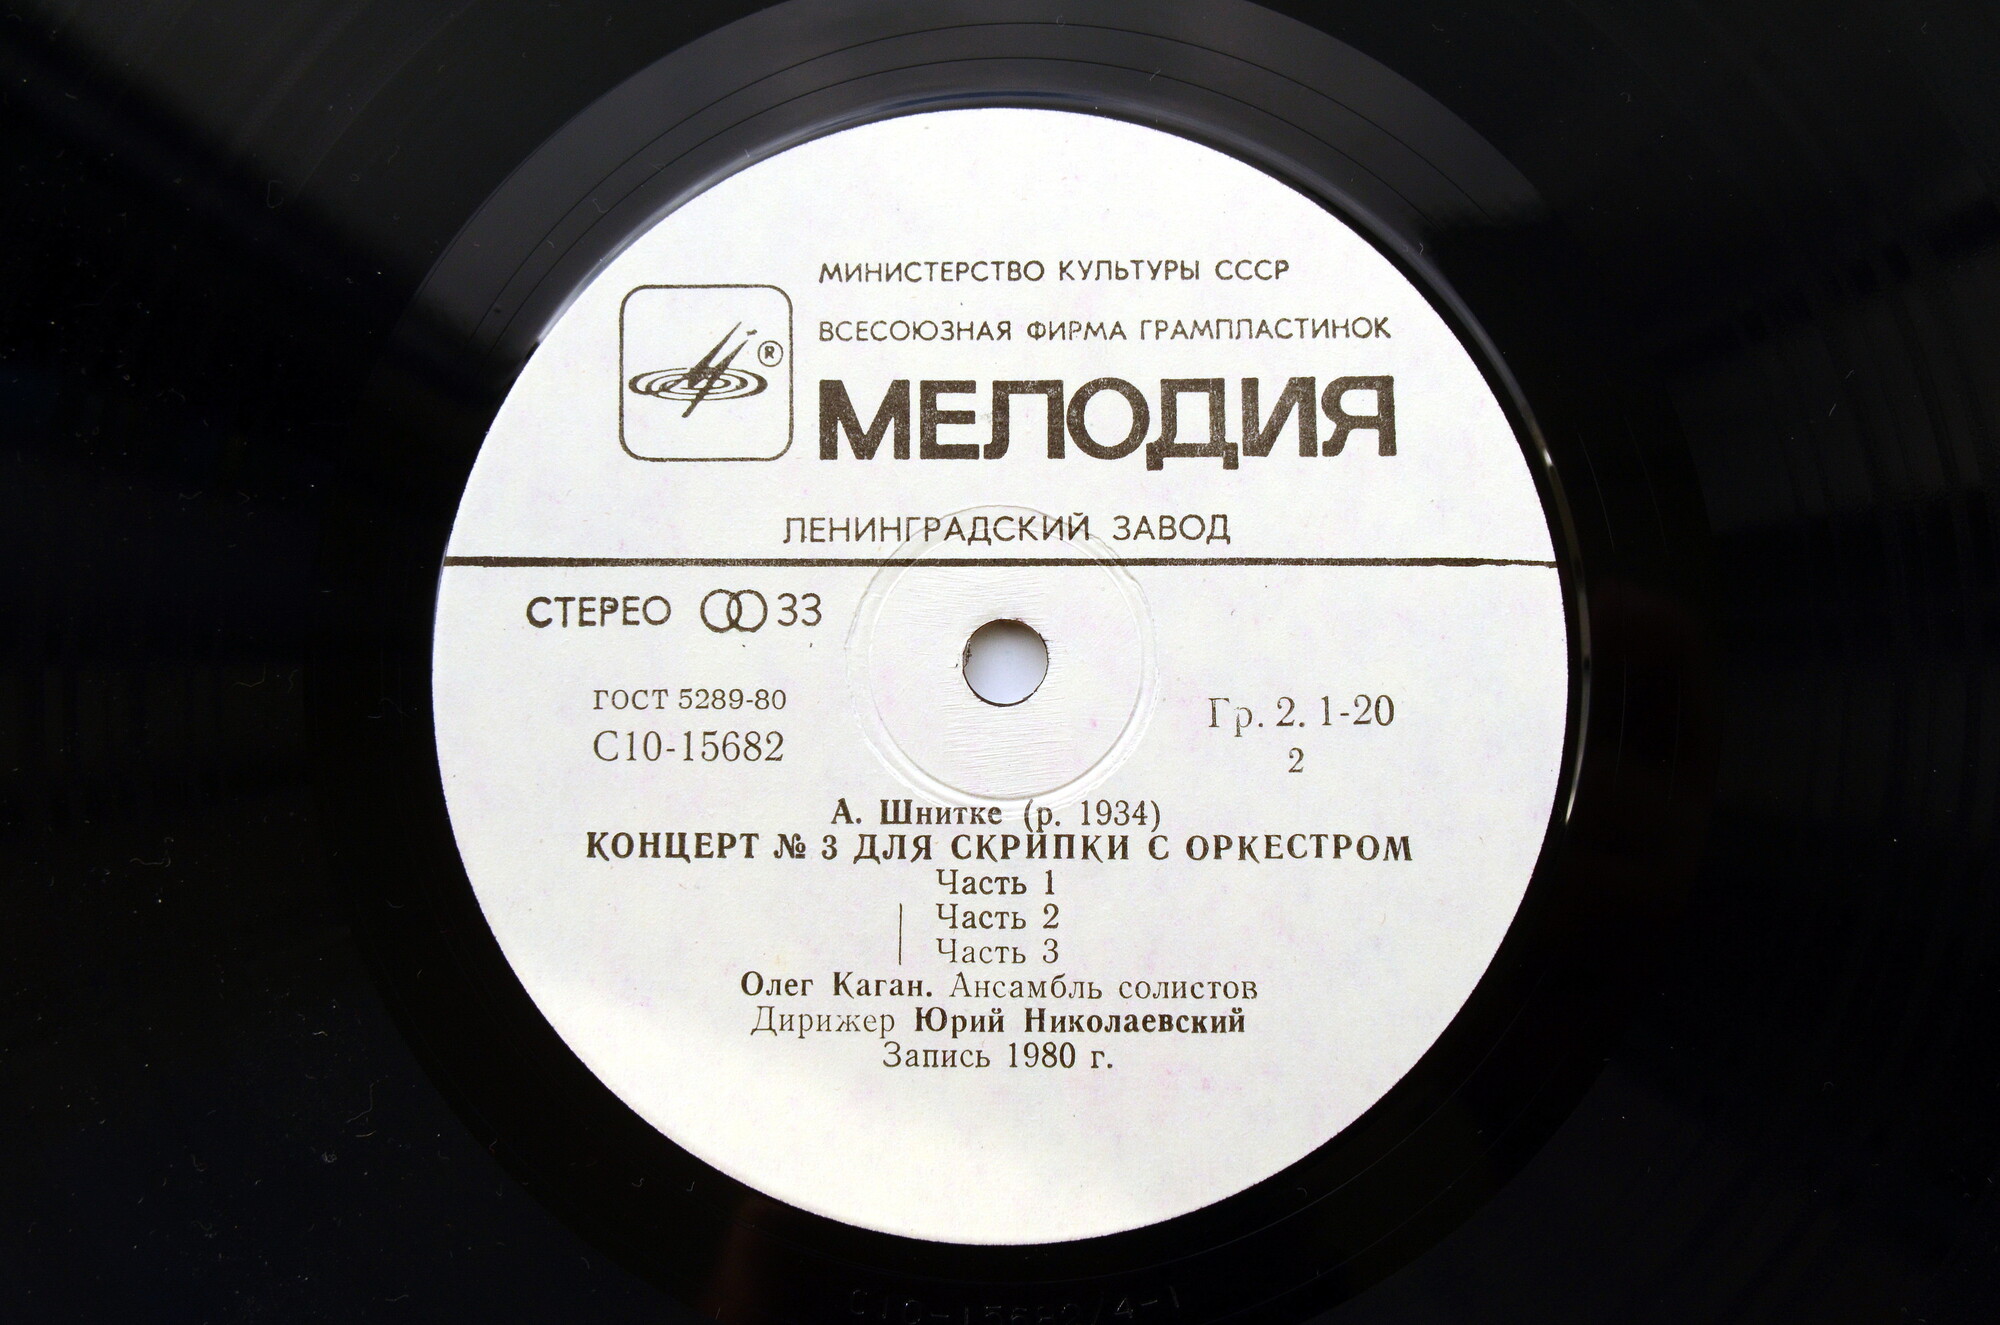 МИНИСТЕРСТВО КУЛЬТУРЫ СССР
ВСЕСОЮЗНАЯ ФИРМА ГРАМПЛАСТИНОК
®
МЕЛОДИЯ
ЛЕНИНГРАДСКИЙ ЗАВОД
СТЕРЕО 33
ГОСТ 5289-80
С10-15682
Гр. 2. 1-20
2
А. Шнитке (р. 1934)
КОНЦЕРТ № 3 ДЛЯ СКРИПКИ С ОРКЕСТРОМ
Часть 1
Часть 2
Часть 3
Олег Каган. Ансамбль солистов
Дирижер Юрий Николаевский
Запись 1980 г.